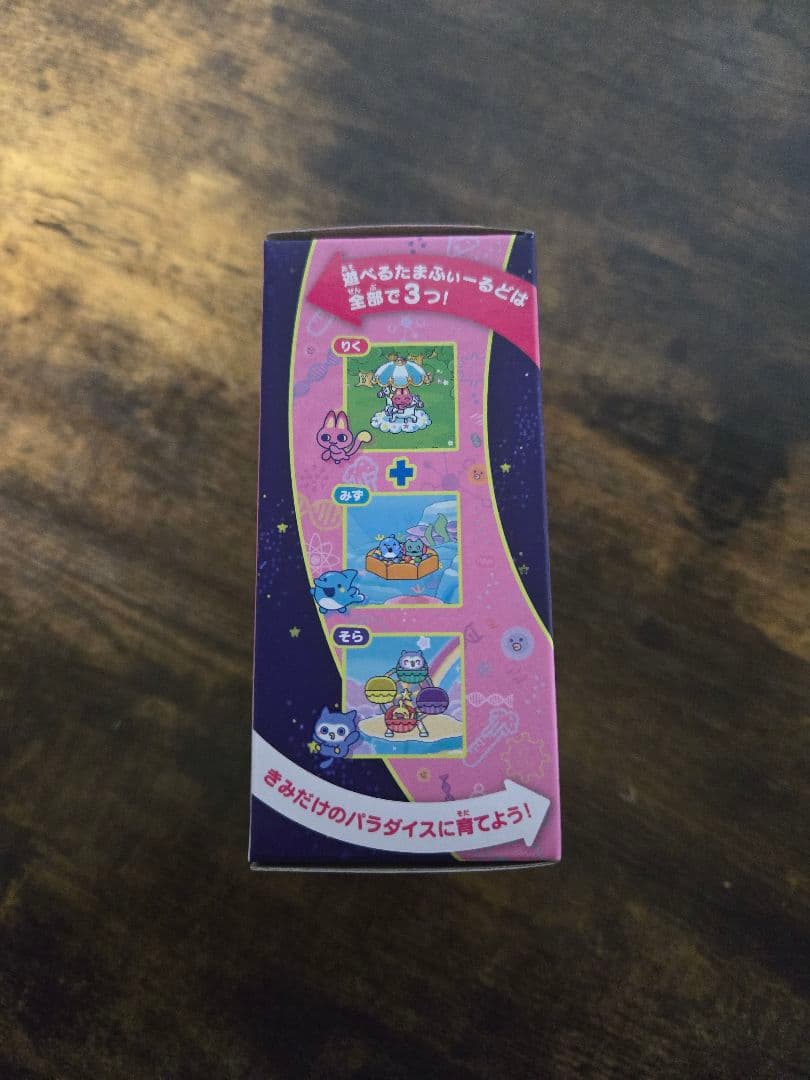 遊べるたまふぃーるどは
全部で3つ!
りく
みず
そら
きみだけのパラダイスに育てよう!